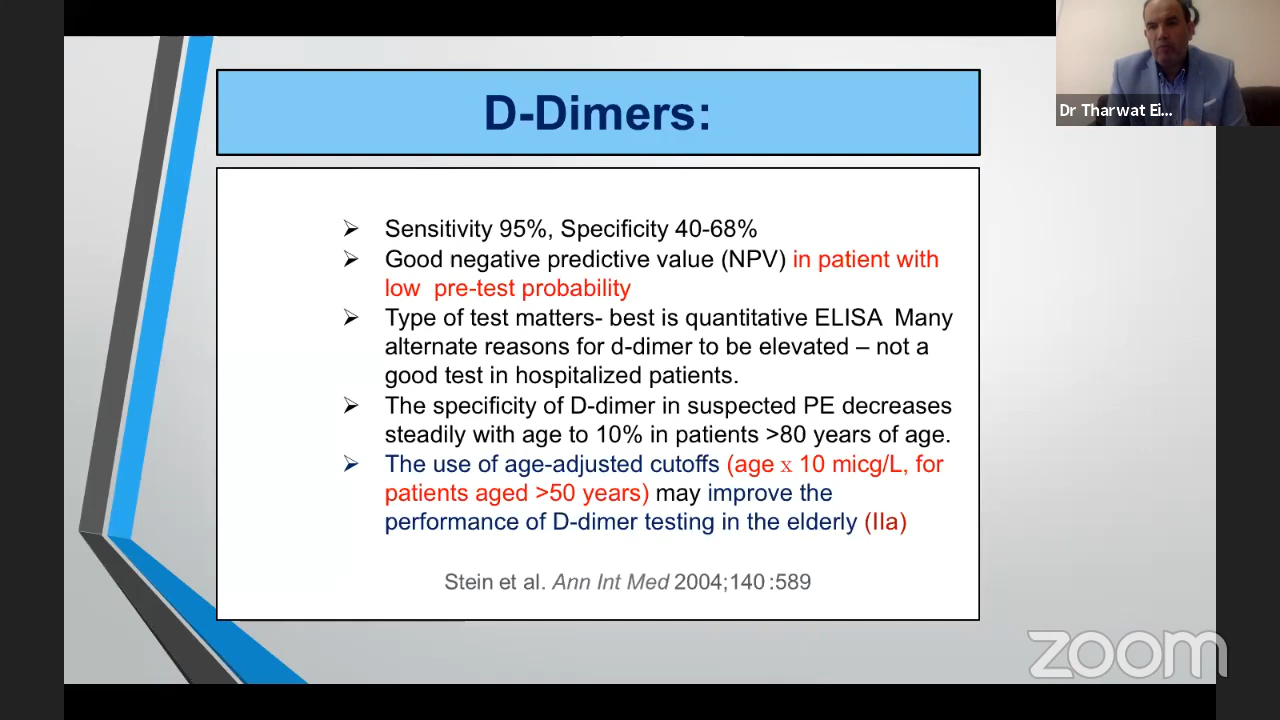 D-Dimers:
Dr Tharwat Ei...
➢ Sensitivity 95%, Specificity 40-68%
➢ Good negative predictive value (NPV) in patient with
low pre-test probability
➢ Type of test matters- best is quantitative ELISA Many
alternate reasons for d-dimer to be elevated – not a
good test in hospitalized patients.
➢ The specificity of D-dimer in suspected PE decreases
steadily with age to 10% in patients >80 years of age.
➢ The use of age-adjusted cutoffs (age x 10 micg/L, for
patients aged >50 years) may improve the
performance of D-dimer testing in the elderly (IIa)
Stein et al. Ann Int Med 2004;140:589
zoom